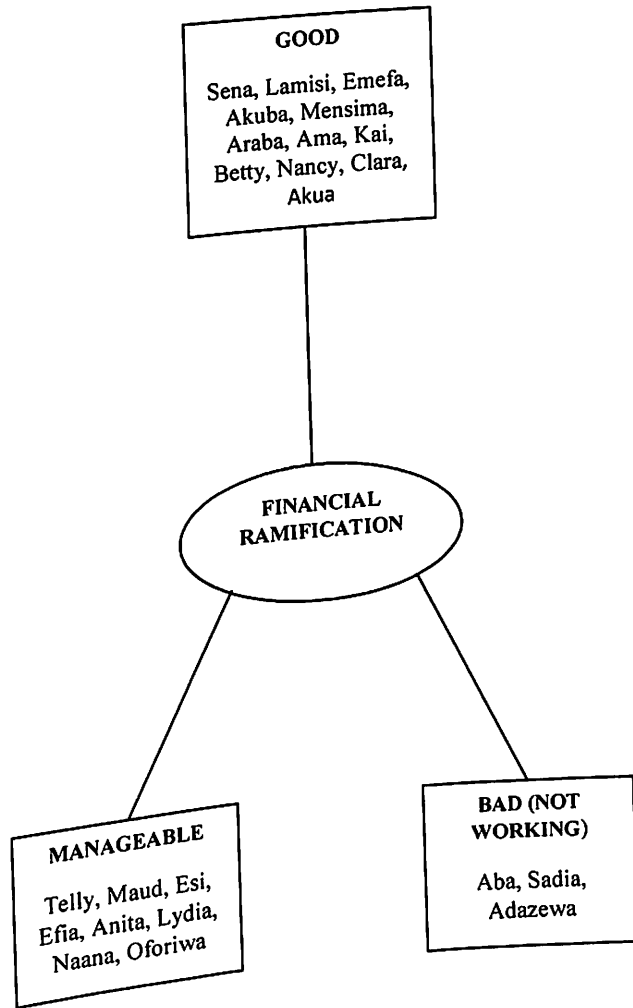 GOOD
Sena, Lamisi, Emefa,
Akuba, Mensima,
Araba, Ama, Kai,
Betty, Nancy, Clara,
Akua
FINANCIAL
RAMIFICATION
MANAGEABLE
Telly, Maud, Esi,
Efia, Anita, Lydia,
Naana, Oforiwa
BAD (NOT
WORKING)
Aba, Sadia,
Adazewa